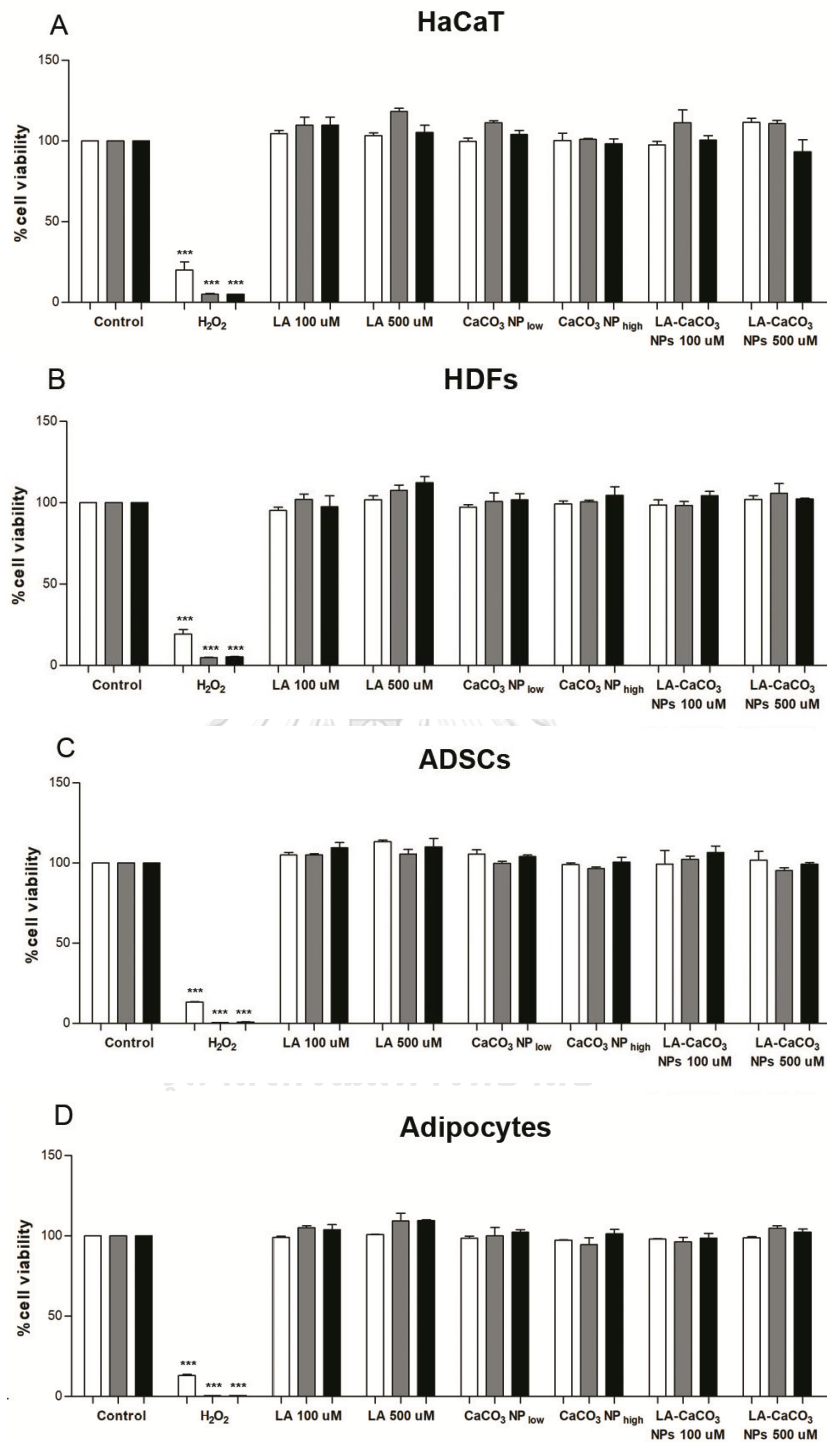 A
HaCaT
% cell viability
150
100
50
0
*** *** ***
Control H₂O₂ LA 100 uM LA 500 uM CaCO₃ NP low CaCO₃ NP high LA-CaCO₃ NPs 100 uM LA-CaCO₃ NPs 500 uM
B
HDFs
% cell viability
150
100
50
0
*** *** ***
Control H₂O₂ LA 100 uM LA 500 uM CaCO₃ NP low CaCO₃ NP high LA-CaCO₃ NPs 100 uM LA-CaCO₃ NPs 500 uM
C
ADSCs
% cell viability
150
100
50
0
*** *** ***
Control H₂O₂ LA 100 uM LA 500 uM CaCO₃ NP low CaCO₃ NP high LA-CaCO₃ NPs 100 uM LA-CaCO₃ NPs 500 uM
D
Adipocytes
% cell viability
150
100
50
0
*** *** ***
Control H₂O₂ LA 100 uM LA 500 uM CaCO₃ NP low CaCO₃ NP high LA-CaCO₃ NPs 100 uM LA-CaCO₃ NPs 500 uM